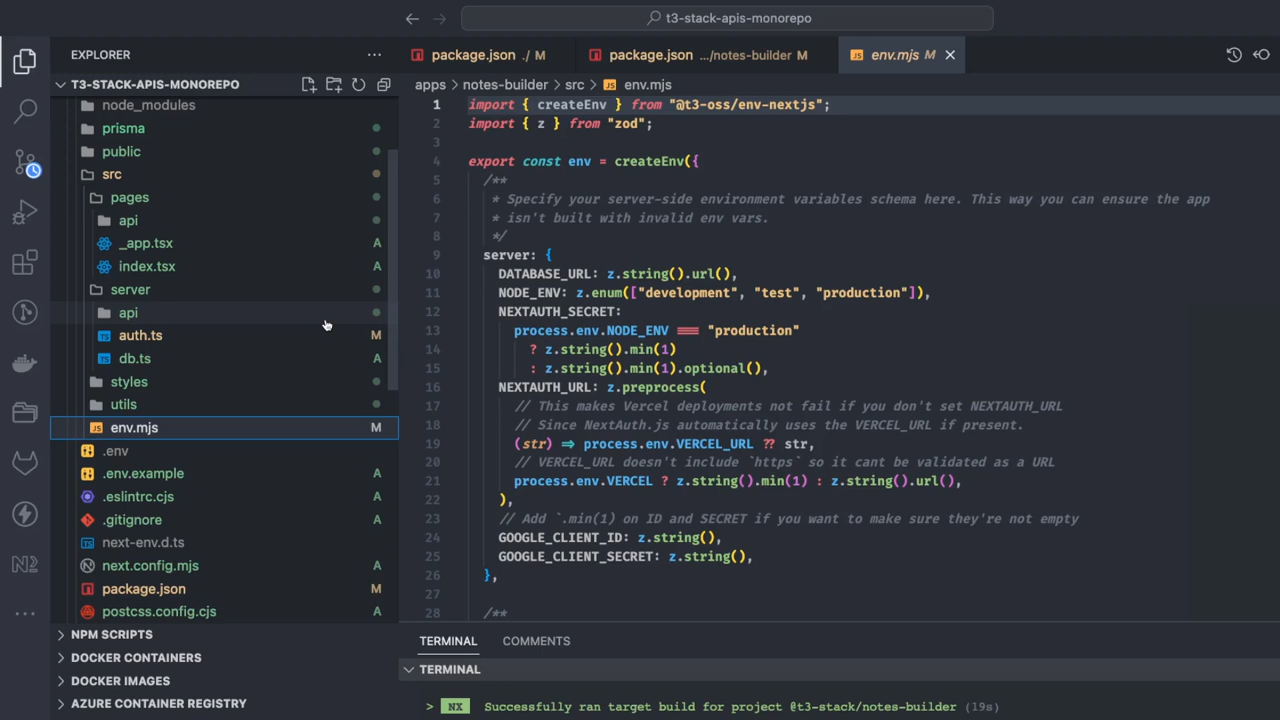 t3-stack-apis-monorepo
EXPLORER
package.json ./ M
package.json .../notes-builder M
env.mjs M
T3-STACK-APIS-MONOREPO
apps > notes-builder > src > env.mjs
node_modules
prisma
public
src
pages
api
_app.tsx A
index.tsx A
server
api
auth.ts M
db.ts A
styles
utils
env.mjs M
.env
.env.example A
.eslintrc.cjs A
.gitignore A
next-env.d.ts
next.config.mjs A
package.json M
postcss.config.cjs A
NPM SCRIPTS
DOCKER CONTAINERS
DOCKER IMAGES
AZURE CONTAINER REGISTRY
1 import { createEnv } from "@t3-oss/env-nextjs";
2 import { z } from "zod";
3
4 export const env = createEnv({
5 /**
6 * Specify your server-side environment variables schema here. This way you can ensure the app
7 * isn't built with invalid env vars.
8 */
9 server: {
10 DATABASE_URL: z.string().url(),
11 NODE_ENV: z.enum(["development", "test", "production"]),
12 NEXTAUTH_SECRET:
13 process.env.NODE_ENV === "production"
14 ? z.string().min(1)
15 : z.string().min(1).optional(),
16 NEXTAUTH_URL: z.preprocess(
17 // This makes Vercel deployments not fail if you don't set NEXTAUTH_URL
18 // Since NextAuth.js automatically uses the VERCEL_URL if present.
19 (str) => process.env.VERCEL_URL ?? str,
20 // VERCEL_URL doesn't include `https` so it cant be validated as a URL
21 process.env.VERCEL ? z.string().min(1) : z.string().url(),
22 ),
23 // Add `.min(1) on ID and SECRET if you want to make sure they're not empty
24 GOOGLE_CLIENT_ID: z.string(),
25 GOOGLE_CLIENT_SECRET: z.string(),
26 },
27
28 /**
TERMINAL COMMENTS
TERMINAL
> NX Successfully ran target build for project @t3-stack/notes-builder (19s)